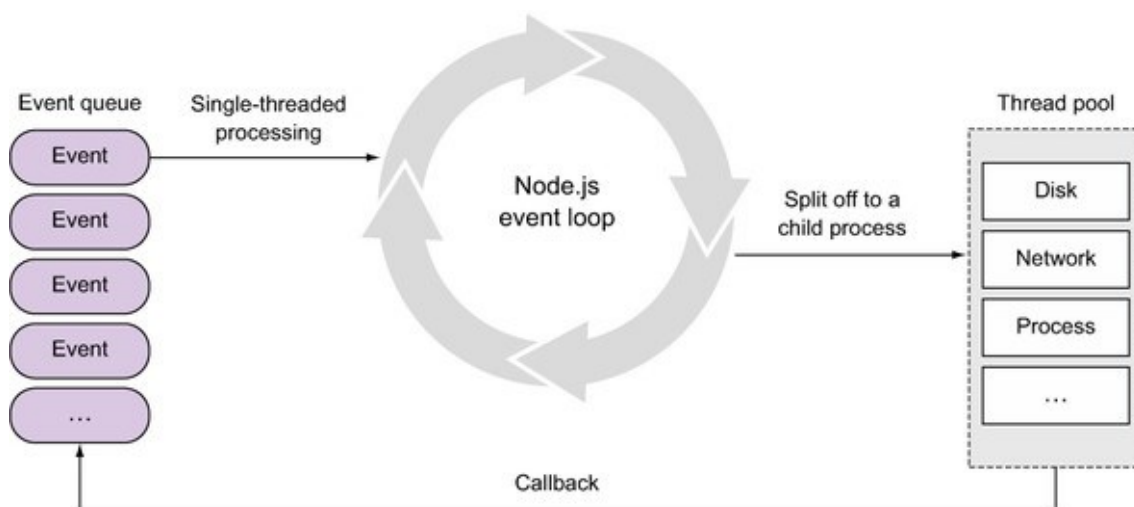 Event queue
Event
Event
Event
Event
…
Single-threaded
processing
Node.js
event loop
Split off to a
child process
Thread pool
Disk
Network
Process
…
Callback